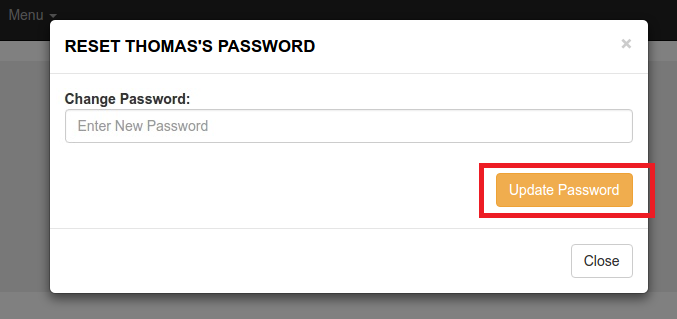 Menu
RESET THOMAS'S PASSWORD
×
Change Password:
Enter New Password
Update Password
Close